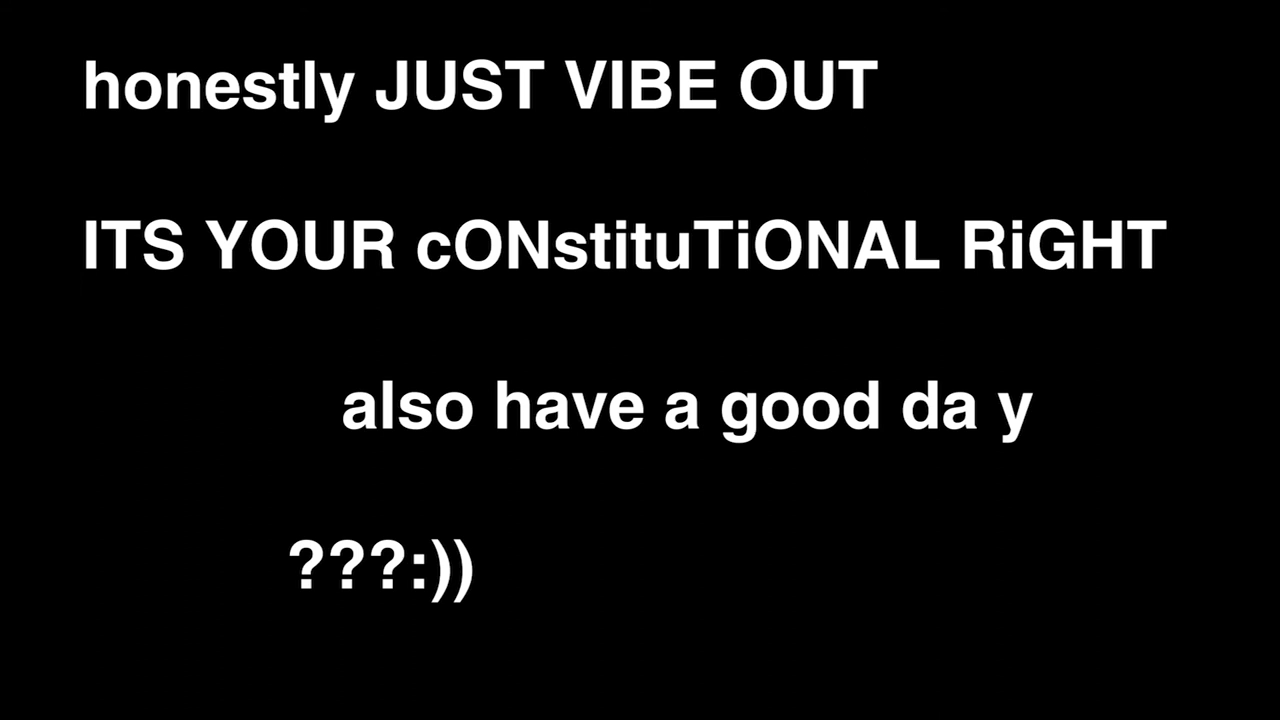 honestly JUST VIBE OUT
ITS YOUR cONstituTiONAL RiGHT
also have a good da y
???:))